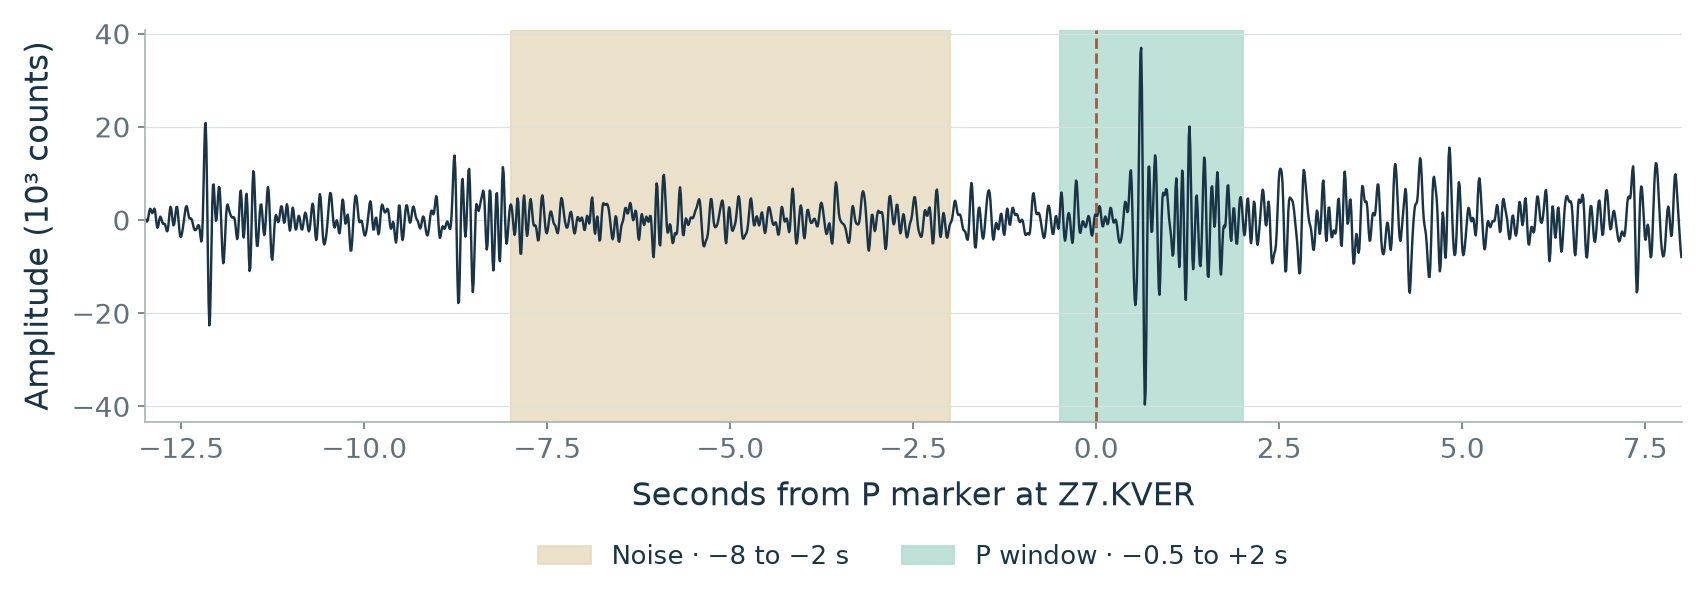 Amplitude (10³ counts)
40
20
0
−20
−40
−12.5 −10.0 −7.5 −5.0 −2.5 0.0 2.5 5.0 7.5
Seconds from P marker at Z7.KVER
Noise · −8 to −2 s P window · −0.5 to +2 s